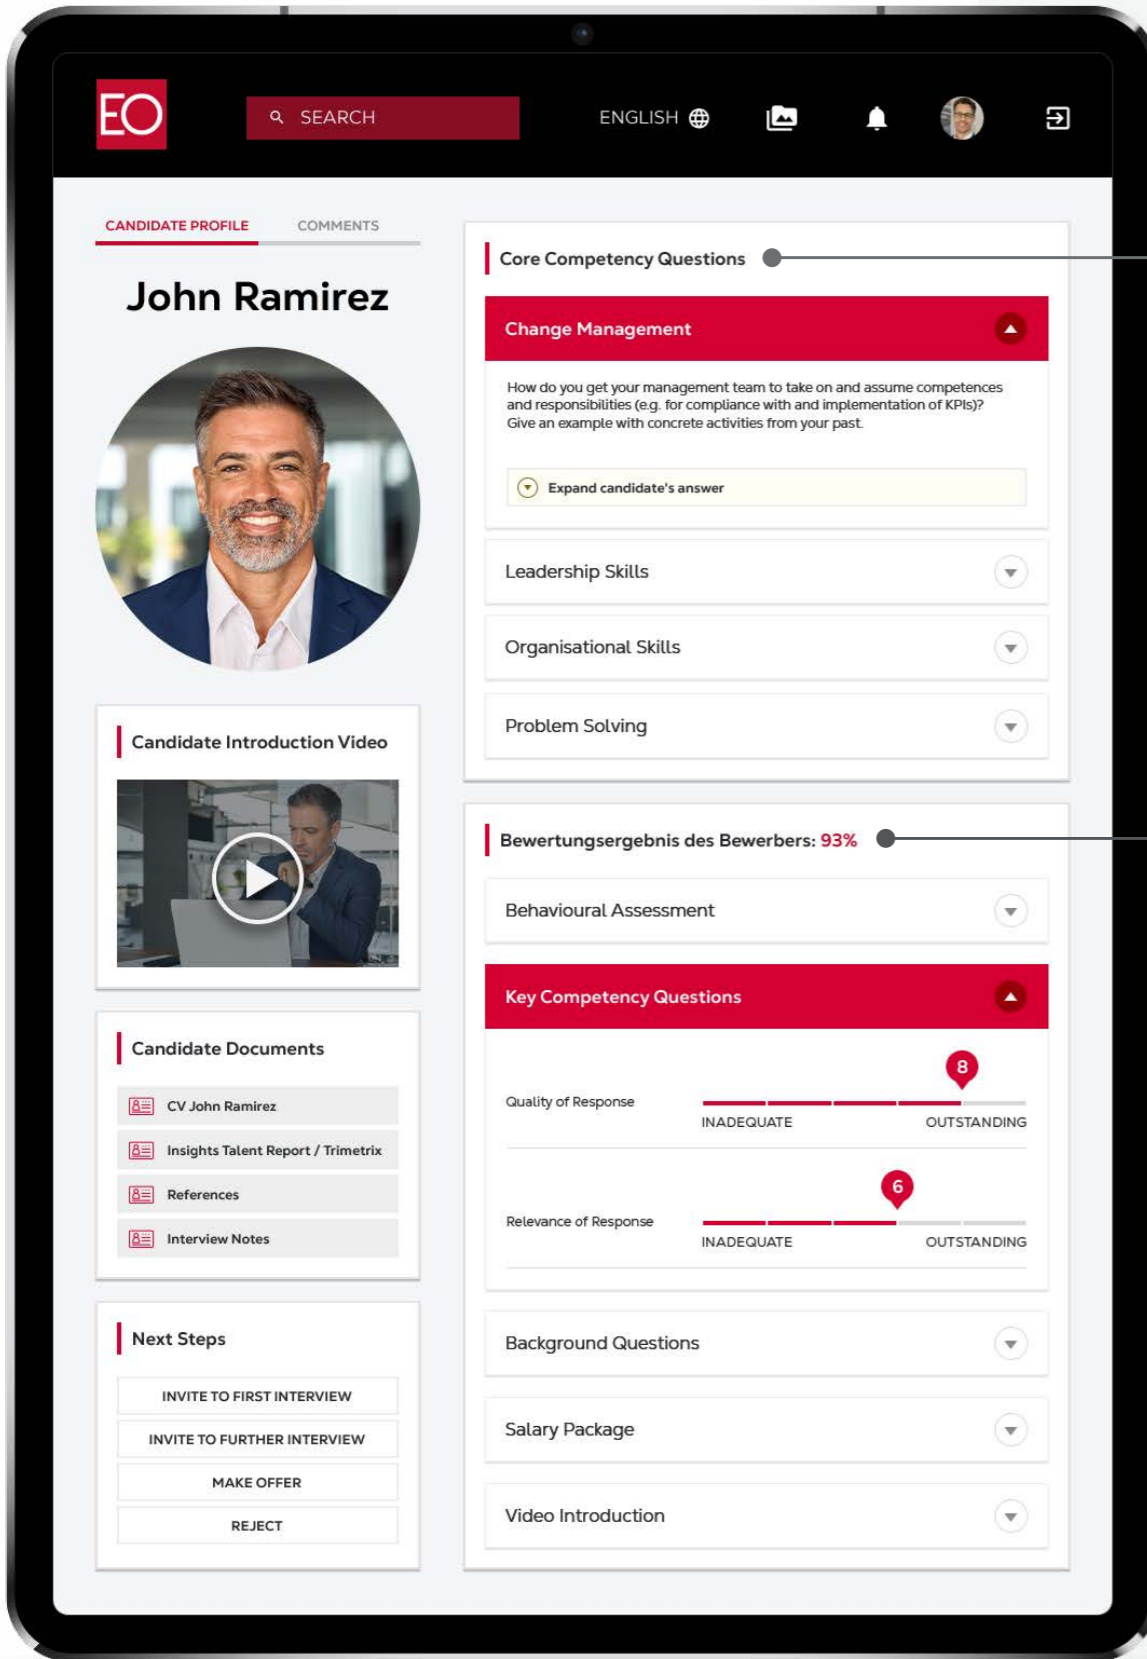 EO
SEARCH
ENGLISH
CANDIDATE PROFILE
COMMENTS
John Ramirez
Candidate Introduction Video
Candidate Documents
CV John Ramirez
Insights Talent Report / Trimetrix
References
Interview Notes
Next Steps
INVITE TO FIRST INTERVIEW
INVITE TO FURTHER INTERVIEW
MAKE OFFER
REJECT
Core Competency Questions
Change Management
How do you get your management team to take on and assume competences
and responsibilities (e.g. for compliance with and implementation of KPIs)?
Give an example with concrete activities from your past.
Expand candidate's answer
Leadership Skills
Organisational Skills
Problem Solving
Bewertungsergebnis des Bewerbers: 93%
Behavioural Assessment
Key Competency Questions
8
Quality of Response
INADEQUATE
OUTSTANDING
6
Relevance of Response
INADEQUATE
OUTSTANDING
Background Questions
Salary Package
Video Introduction